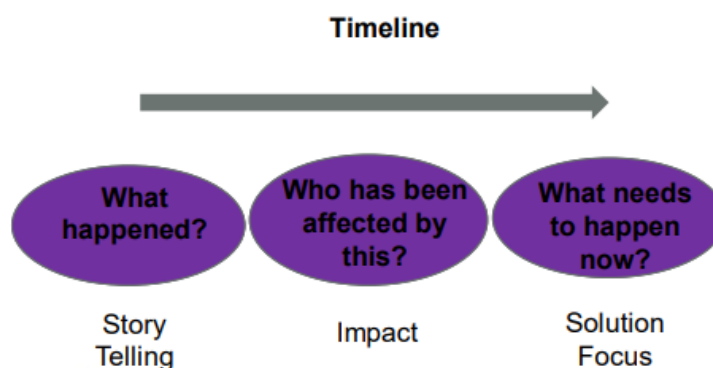 Timeline
What
happened?
Who has been
affected by
this?
What needs
to happen
now?
Story
Telling
Impact
Solution
Focus